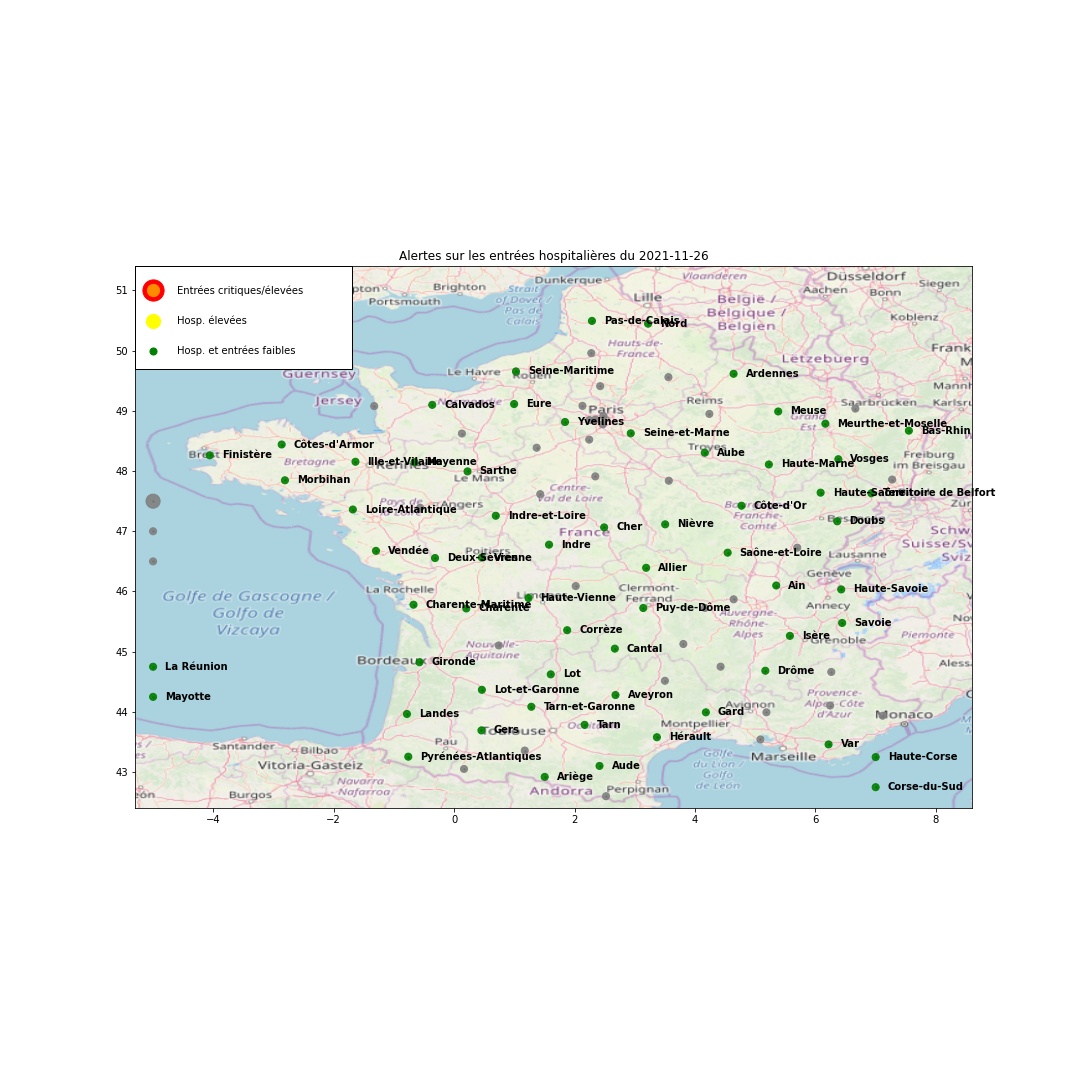 Alertes sur les entrées hospitalières du 2021-11-26
Entrées critiques/élevées
Hosp. élevées
Hosp. et entrées faibles
51
50
49
48
47
46
45
44
43
−4
−2
0
2
4
6
8
Brighton
Portsmouth
Strait
of Dover /
Pas de
Calais
Dunkerque
Lille
Vlaanderen
België /
Belgique /
Belgien
Düsseldorf
Aachen
Bonn
Siegen
Koblenz
Pas-de-Calais
Nord
Hauts-de-
France
Lëtzebuerg
Guernsey
Jersey
Le Havre
Seine-Maritime
Rouen
Ardennes
Calvados
Eure
Paris
Yvelines
Reims
Meuse
Grand
Est
Saarbrücken
Meurthe-et-Moselle
Bas-Rhin
Seine-et-Marne
Côtes-d'Armor
Brest
Finistère
Bretagne
Ille-et-Vilaine
Rennes
Mayenne
Sarthe
Le Mans
Troyes
Aube
Haute-Marne
Vosges
Freiburg
im Breisgau
Morbihan
Pays de
la Loire
Angers
Centre-
Val de Loire
Haute-Saône
Territoire de Belfort
Loire-Atlantique
Indre-et-Loire
Cher
Nièvre
Côte-d'Or
Bourgogne-
Franche-
Comté
Doubs
France
Vendée
Deux-Sèvres
Poitiers
Vienne
Indre
Saône-et-Loire
Lausanne
La Rochelle
Allier
Genève
Golfe de Gascogne /
Golfo de
Vizcaya
Charente-Maritime
Charente
Haute-Vienne
Clermont-
Ferrand
Puy-de-Dôme
Ain
Haute-Savoie
Annecy
Auvergne-
Rhône-
Alpes
Savoie
Isère
Grenoble
Piemonte
Corrèze
Nouvelle-
Aquitaine
Cantal
Bordeaux
Gironde
La Réunion
Mayotte
Lot
Drôme
Lot-et-Garonne
Aveyron
Tarn-et-Garonne
Landes
Gard
Avignon
Provence-
Alpes-Côte
d'Azur
Monaco
Gers
Toulouse
Tarn
Montpellier
Hérault
Marseille
Var
Pau
Santander
Bilbao
Vitoria-Gasteiz
Pyrénées-Atlantiques
Golfe
du Lion /
Golfo
de León
Haute-Corse
Navarra
- Nafarroa
Burgos
Ariège
Aude
Andorra
Perpignan
Corse-du-Sud